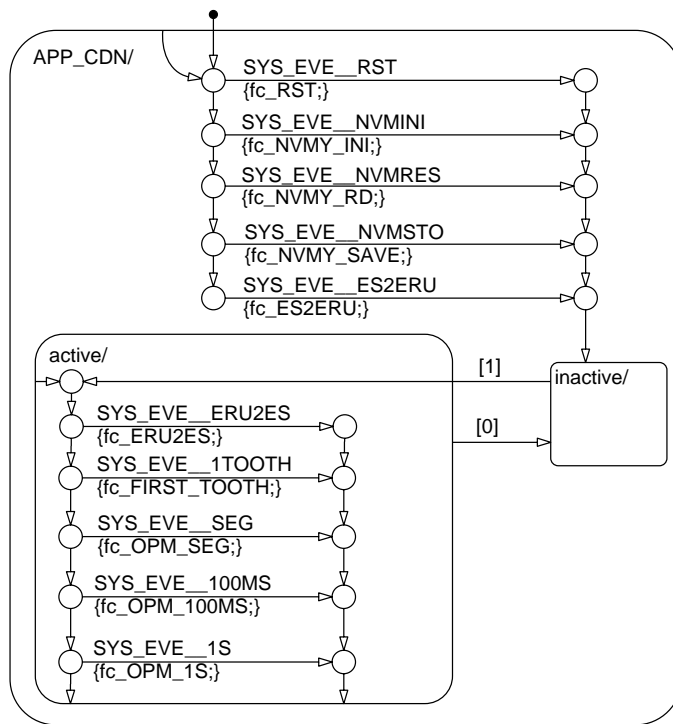 APP_CDN/
SYS_EVE__RST
{fc_RST;}
SYS_EVE__NVMINI
{fc_NVMY_INI;}
SYS_EVE__NVMRES
{fc_NVMY_RD;}
SYS_EVE__NVMSTO
{fc_NVMY_SAVE;}
SYS_EVE__ES2ERU
{fc_ES2ERU;}
active/
[1]
inactive/
[0]
SYS_EVE__ERU2ES
{fc_ERU2ES;}
SYS_EVE__1TOOTH
{fc_FIRST_TOOTH;}
SYS_EVE__SEG
{fc_OPM_SEG;}
SYS_EVE__100MS
{fc_OPM_100MS;}
SYS_EVE__1S
{fc_OPM_1S;}